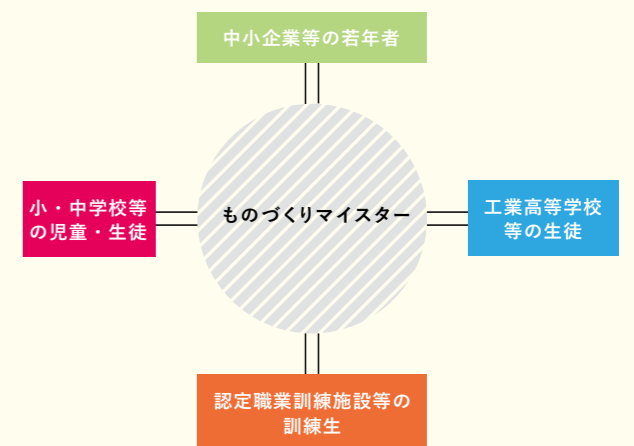 中小企業等の若年者
小・中学校等
の児童・生徒
ものづくりマイスター
工業高等学校
等の生徒
認定職業訓練施設等の
訓練生